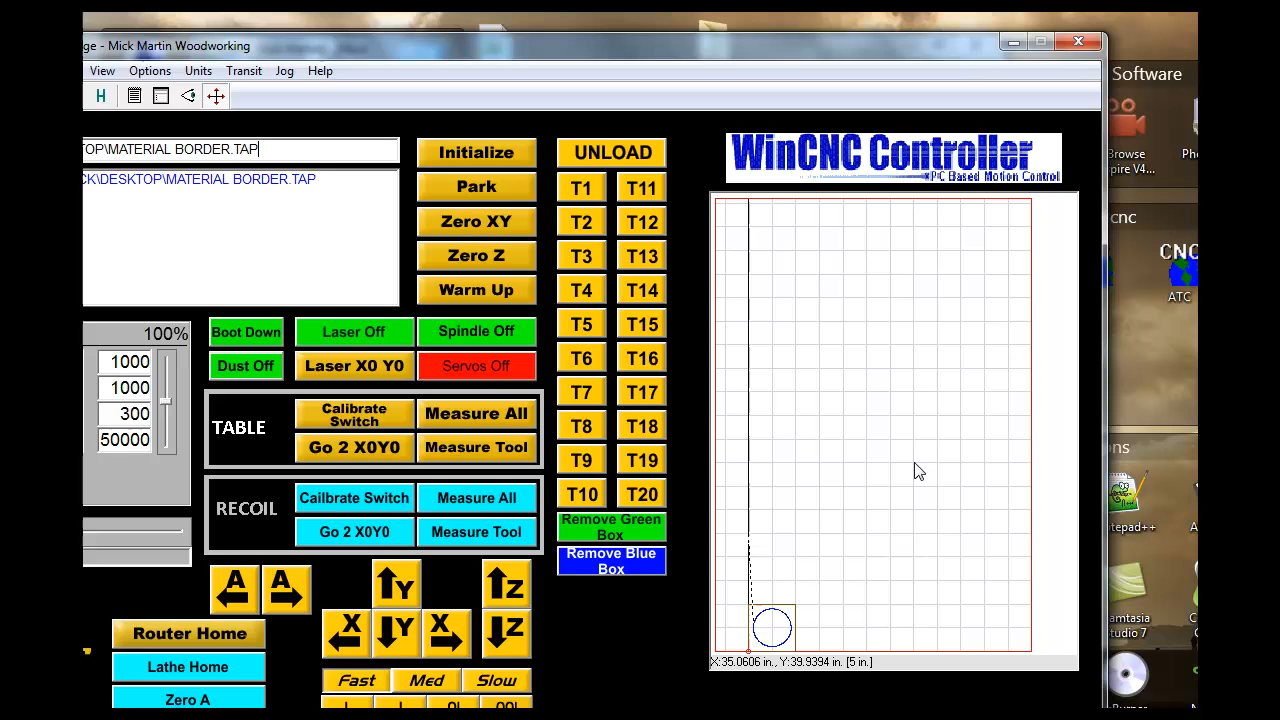 ge - Mick Martin Woodworking
View Options Units Transit Jog Help
H
TOP\MATERIAL BORDER.TAP
CK\DESKTOP\MATERIAL BORDER.TAP
Initialize
Park
Zero XY
Zero Z
Warm Up
UNLOAD
T1 T11
T2 T12
T3 T13
T4 T14
T5 T15
T6 T16
T7 T17
T8 T18
T9 T19
T10 T20
Remove Green Box
Remove Blue Box
WinCNC Controller
PC Based Motion Control
X:35.0606 in., Y:39.9394 in. [5 in.]
100%
1000
1000
300
50000
Boot Down Laser Off Spindle Off
Dust Off Laser X0 Y0 Servos Off
TABLE
Calibrate Switch Measure All
Go 2 X0Y0 Measure Tool
RECOIL
Cailbrate Switch Measure All
Go 2 X0Y0 Measure Tool
A A Y Z
X Y X Z
Router Home
Lathe Home
Zero A
Fast Med Slow
Software
Browse
spire V4...
cnc
CNC
ATC
ons
otepad++
amtasia
tudio 7